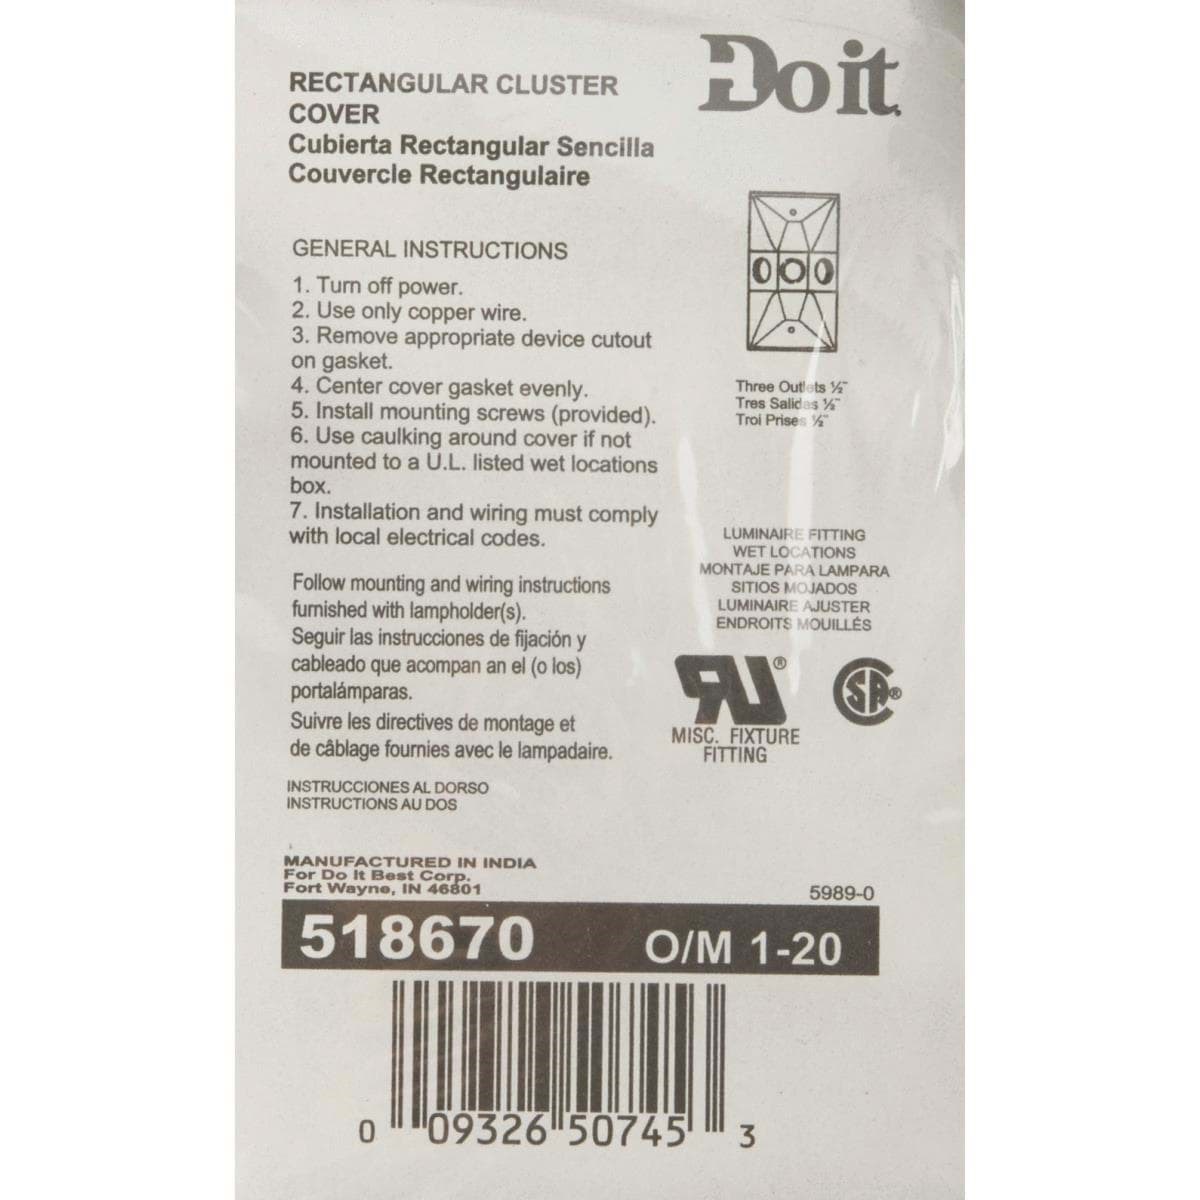 Do it
RECTANGULAR CLUSTER
COVER
Cubierta Rectangular Sencilla
Couvercle Rectangulaire
GENERAL INSTRUCTIONS
1. Turn off power.
2. Use only copper wire.
3. Remove appropriate device cutout
on gasket.
4. Center cover gasket evenly.
5. Install mounting screws (provided).
6. Use caulking around cover if not
mounted to a U.L. listed wet locations
box.
7. Installation and wiring must comply
with local electrical codes.
Follow mounting and wiring instructions
furnished with lampholder(s).
Seguir las instrucciones de fijación y
cableado que acompan an el (o los)
portalámparas.
Suivre les directives de montage et
de câblage fournies avec le lampadaire.
INSTRUCCIONES AL DORSO
INSTRUCTIONS AU DOS
Three Outlets ½"
Tres Salidas ½"
Troi Prises ½"
LUMINAIRE FITTING
WET LOCATIONS
MONTAJE PARA LAMPARA
SITIOS MOJADOS
LUMINAIRE AJUSTER
ENDROITS MOUILLÉS
RU®
MISC. FIXTURE
FITTING
CSA®
MANUFACTURED IN INDIA
For Do It Best Corp.
Fort Wayne, IN 46801
5989-0
518670 O/M 1-20
0 09326 50745 3